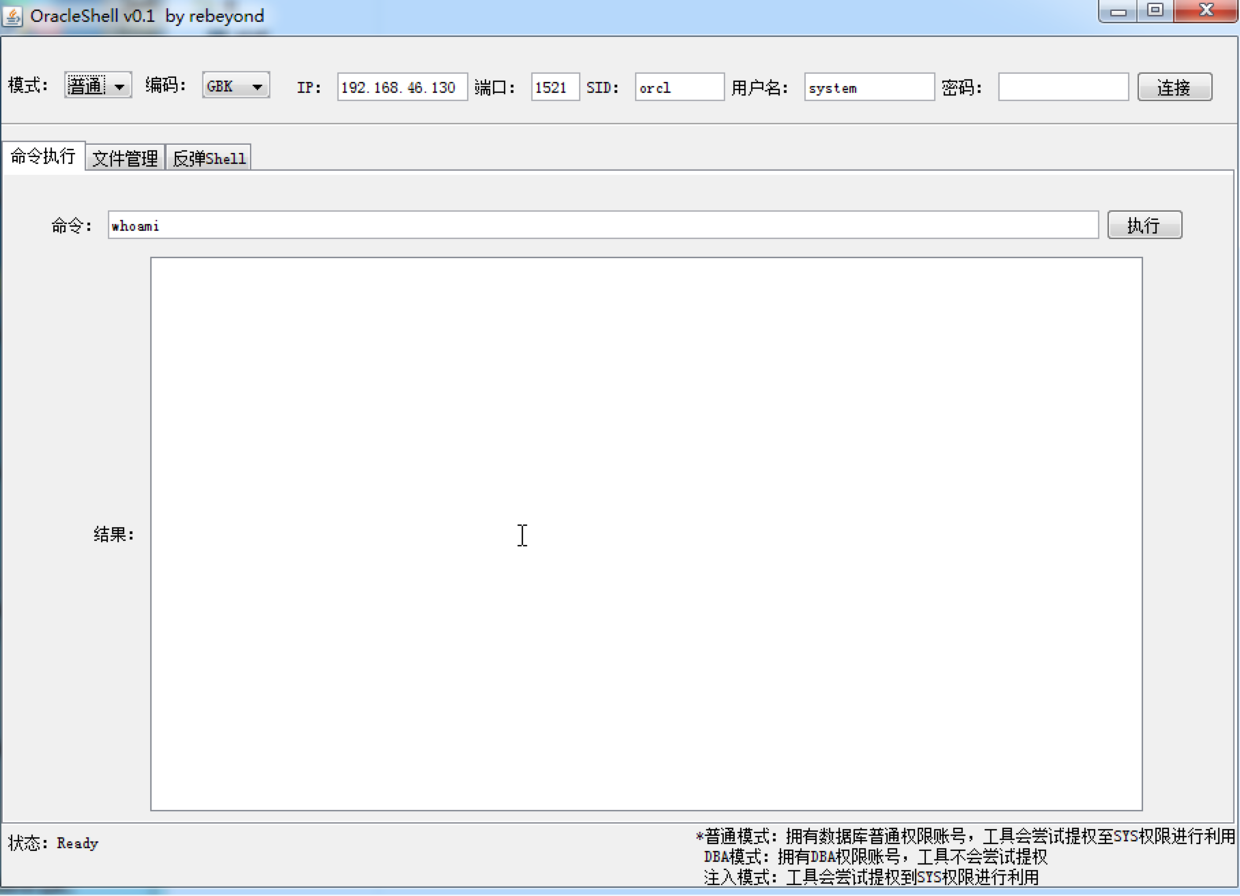 OracleShell v0.1 by rebeyond
模式： 普通 编码： GBK IP： 192.168.46.130 端口： 1521 SID： orcl 用户名： system 密码： 连接
命令执行 文件管理 反弹Shell
命令： whoami 执行
结果：
状态：Ready
*普通模式：拥有数据库普通权限账号，工具会尝试提权至SYS权限进行利用
DBA模式：拥有DBA权限账号，工具不会尝试提权
注入模式：工具会尝试提权到SYS权限进行利用